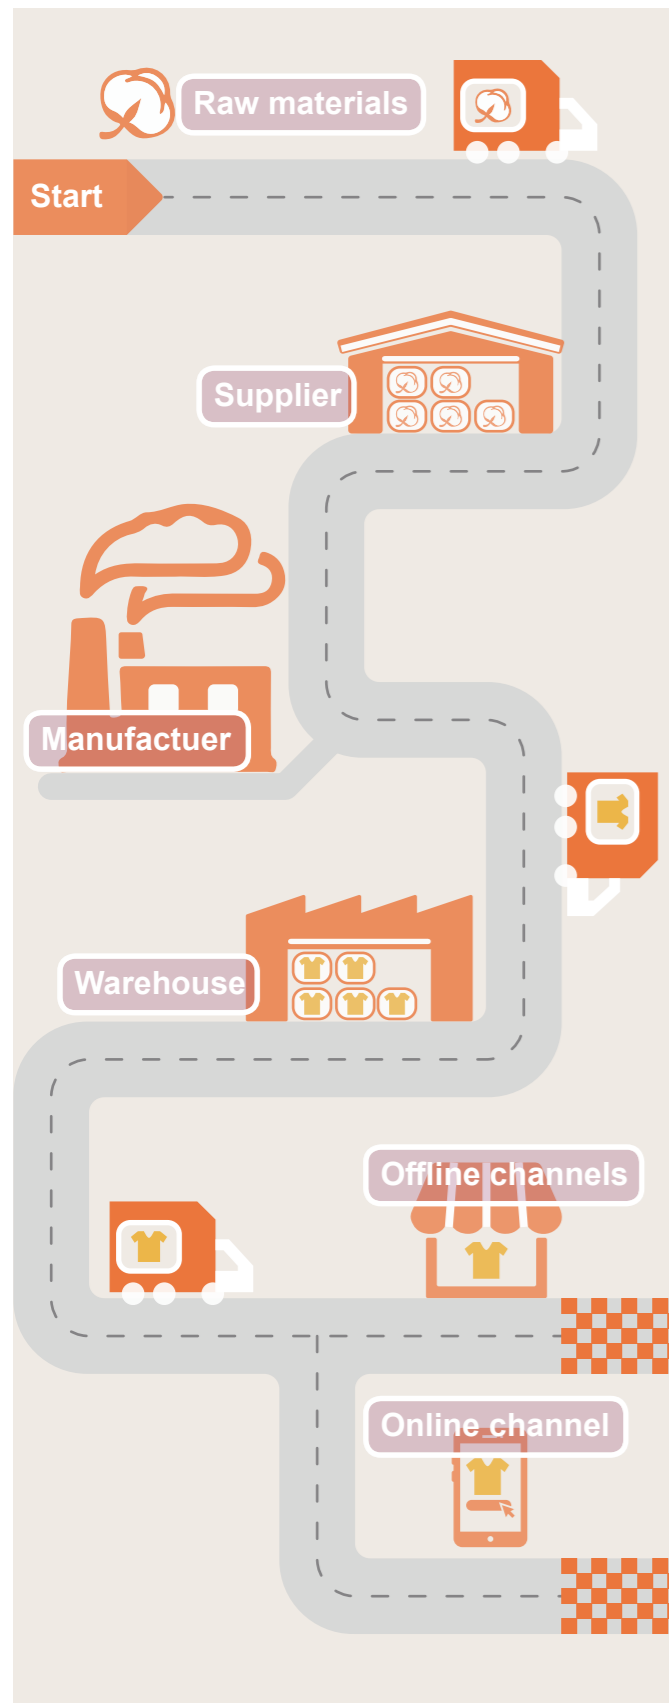 Raw materials
Start
Supplier
Manufactuer
Warehouse
Offline channels
Online channel